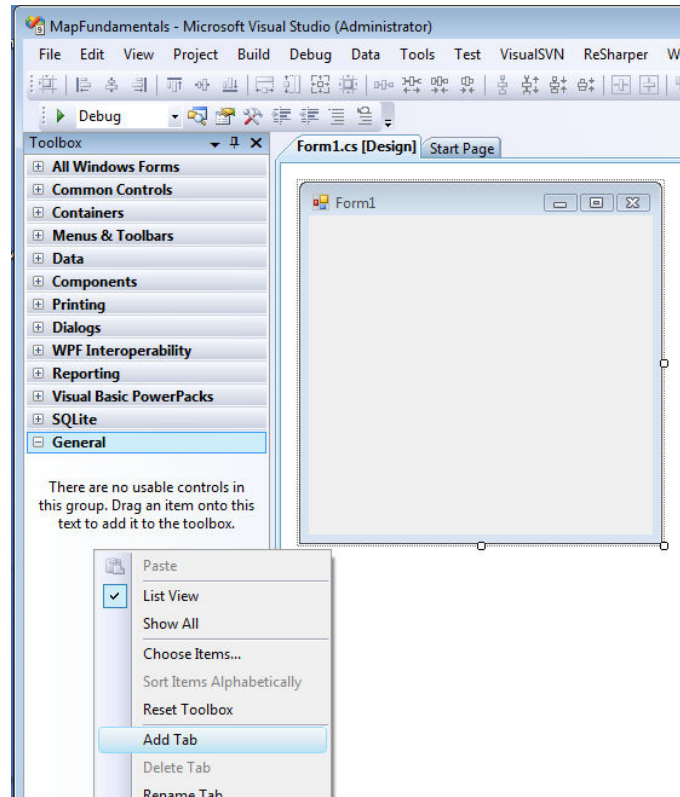 MapFundamentals - Microsoft Visual Studio (Administrator)
File Edit View Project Build Debug Data Tools Test VisualSVN ReSharper W
Debug
Toolbox
Form1.cs [Design] Start Page
All Windows Forms
Common Controls
Containers
Menus & Toolbars
Data
Components
Printing
Dialogs
WPF Interoperability
Reporting
Visual Basic PowerPacks
SQLite
General
There are no usable controls in
this group. Drag an item onto this
text to add it to the toolbox.
Form1
Paste
List View
Show All
Choose Items...
Sort Items Alphabetically
Reset Toolbox
Add Tab
Delete Tab
Rename Tab